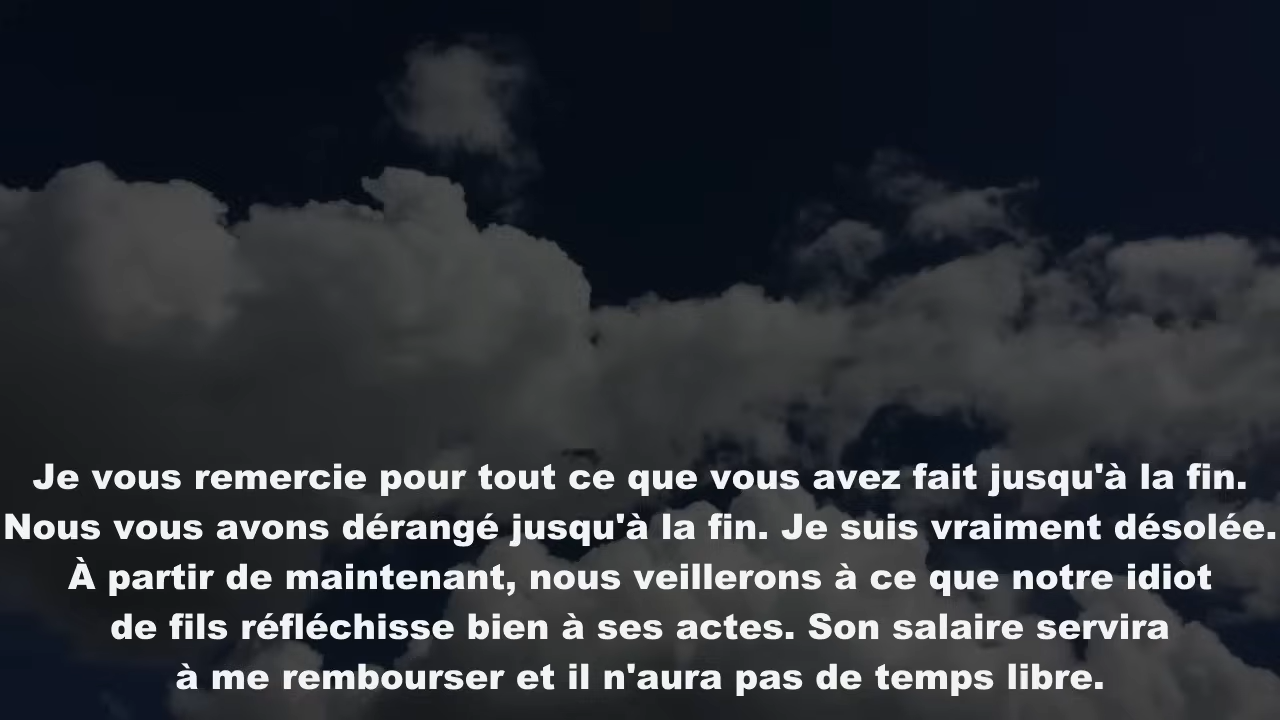 Je vous remercie pour tout ce que vous avez fait jusqu'à la fin.
Nous vous avons dérangé jusqu'à la fin. Je suis vraiment désolée.
À partir de maintenant, nous veillerons à ce que notre idiot
de fils réfléchisse bien à ses actes. Son salaire servira
à me rembourser et il n'aura pas de temps libre.